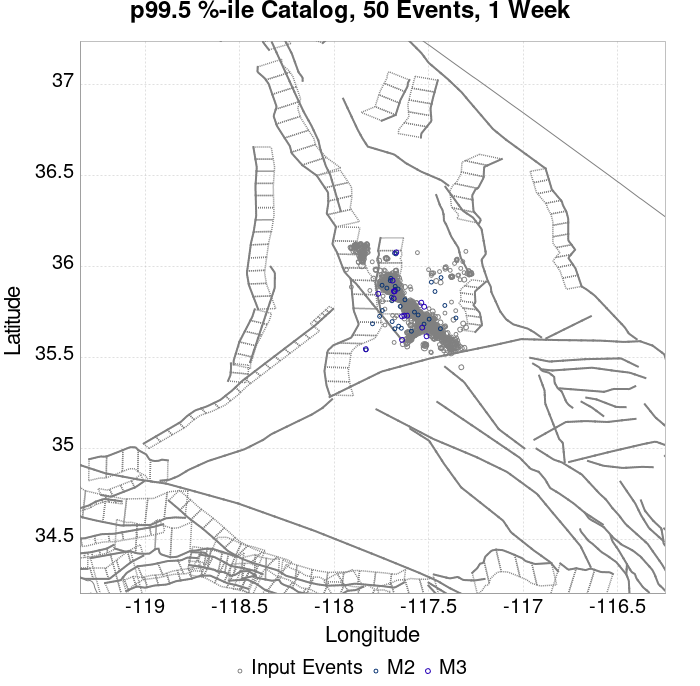 p99.5 %-ile Catalog, 50 Events, 1 Week
37
36.5
36
35.5
35
34.5
Latitude
-119
-118.5
-118
-117.5
-117
-116.5
Longitude
Input Events
M2
M3